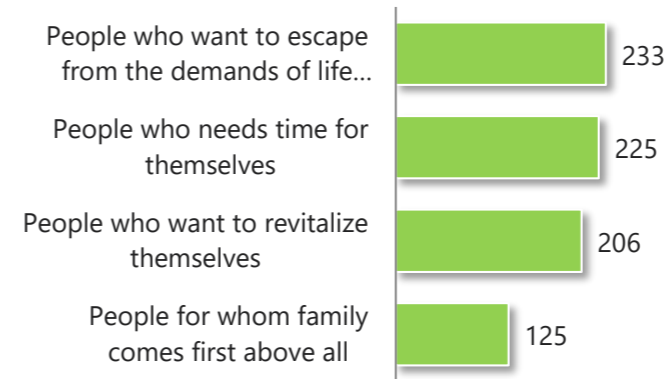 People who want to escape
from the demands of life...
233
People who needs time for
themselves
225
People who want to revitalize
themselves
206
People for whom family
comes first above all
125